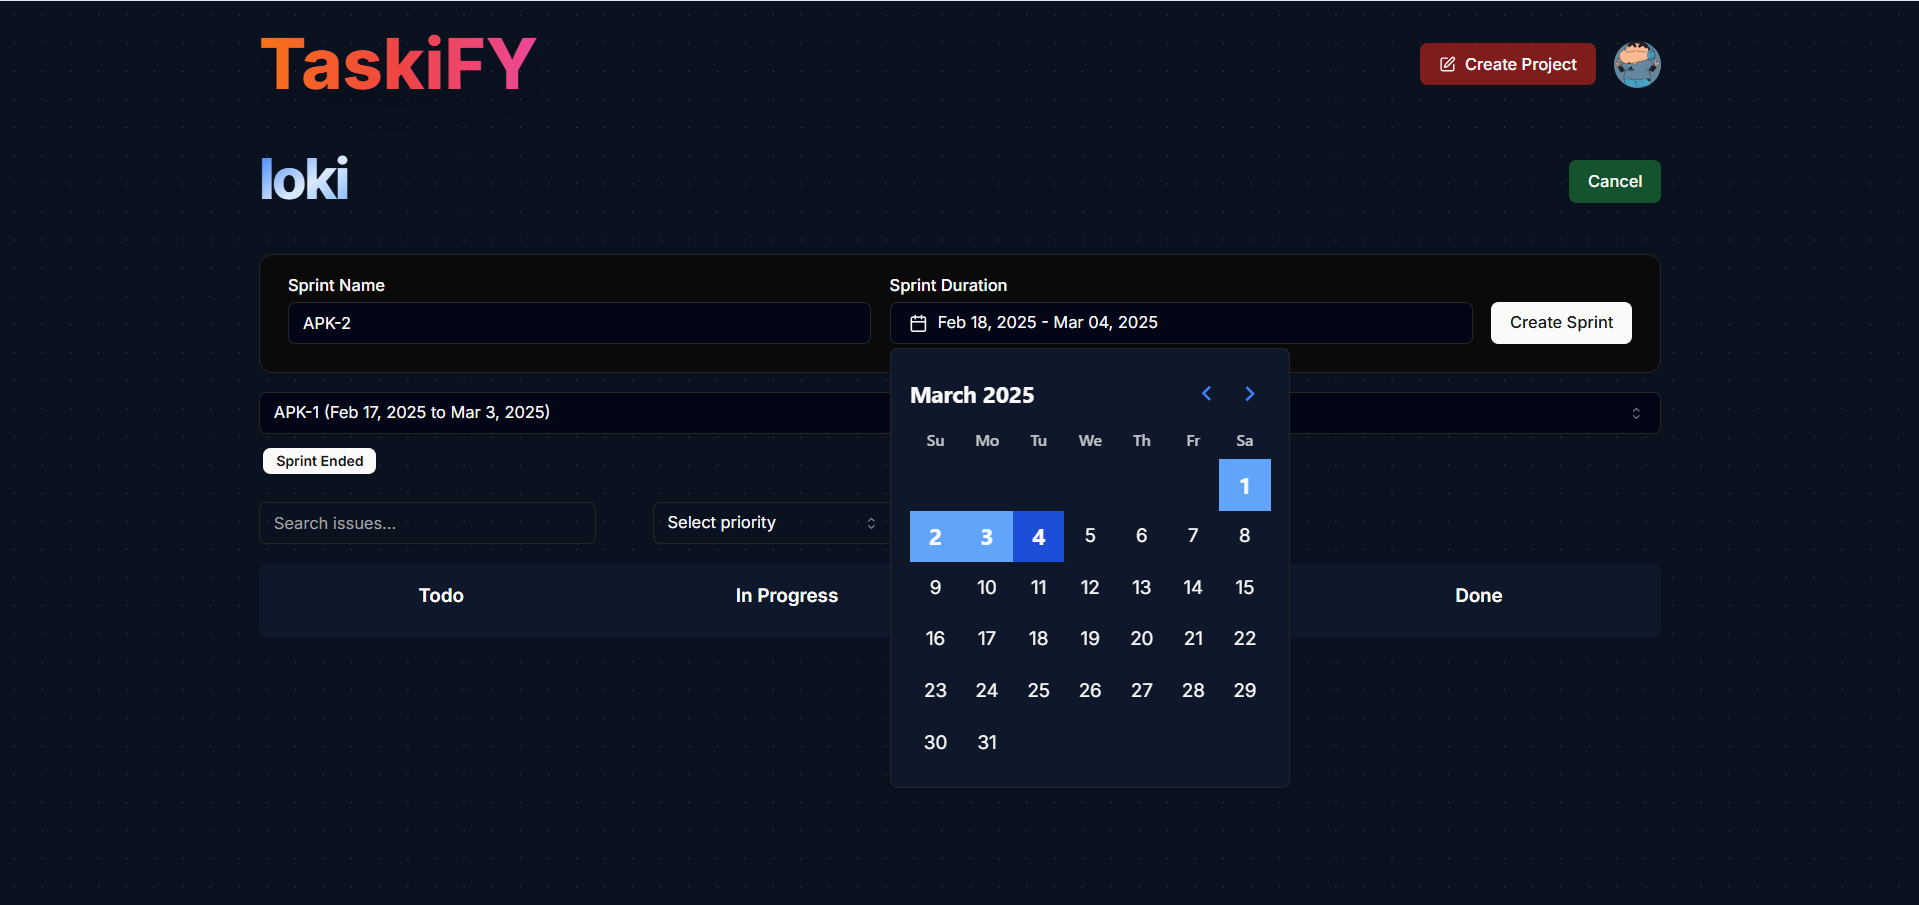 TaskiFY
Create Project
loki
Cancel
Sprint Name
Sprint Duration
APK-2
Feb 18, 2025 - Mar 04, 2025
Create Sprint
APK-1 (Feb 17, 2025 to Mar 3, 2025)
Sprint Ended
Search issues...
Select priority
Todo
In Progress
Done
March 2025
Su Mo Tu We Th Fr Sa
1
2 3 4 5 6 7 8
9 10 11 12 13 14 15
16 17 18 19 20 21 22
23 24 25 26 27 28 29
30 31